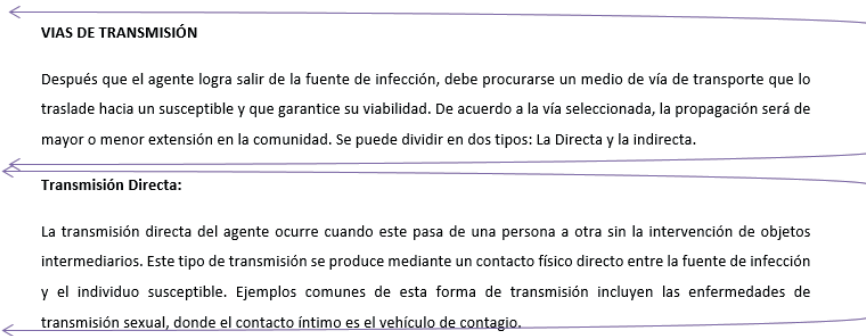 VIAS DE TRANSMISIÓN
Después que el agente logra salir de la fuente de infección, debe procurarse un medio de vía de transporte que lo
traslade hacia un susceptible y que garantice su viabilidad. De acuerdo a la vía seleccionada, la propagación será de
mayor o menor extensión en la comunidad. Se puede dividir en dos tipos: La Directa y la indirecta.
Transmisión Directa:
La transmisión directa del agente ocurre cuando este pasa de una persona a otra sin la intervención de objetos
intermediarios. Este tipo de transmisión se produce mediante un contacto físico directo entre la fuente de infección
y el individuo susceptible. Ejemplos comunes de esta forma de transmisión incluyen las enfermedades de
transmisión sexual, donde el contacto íntimo es el vehículo de contagio.